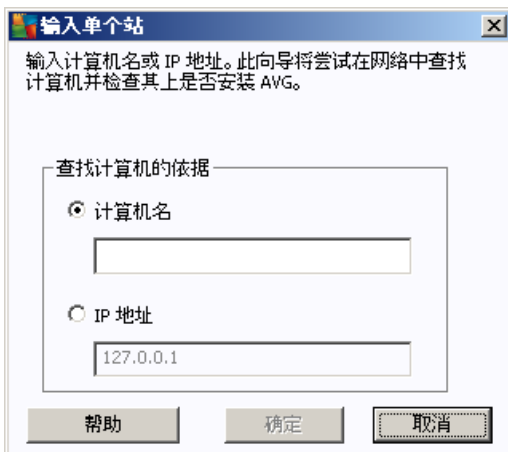 输入单个站
输入计算机名或 IP 地址。此向导将尝试在网络中查找
计算机并检查其上是否安装 AVG。
查找计算机的依据
计算机名
IP 地址
127.0.0.1
帮助
确定
取消